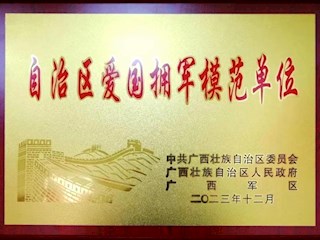 自治区爱国拥军模范单位
中共广西壮族自治区委员会
广西壮族自治区人民政府
广西军区
二〇二三年十二月